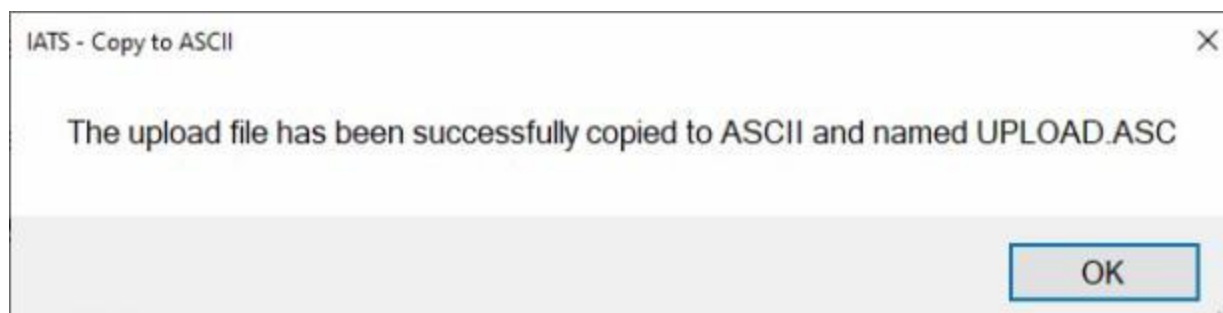 IATS - Copy to ASCII
The upload file has been successfully copied to ASCII and named UPLOAD.ASC
OK